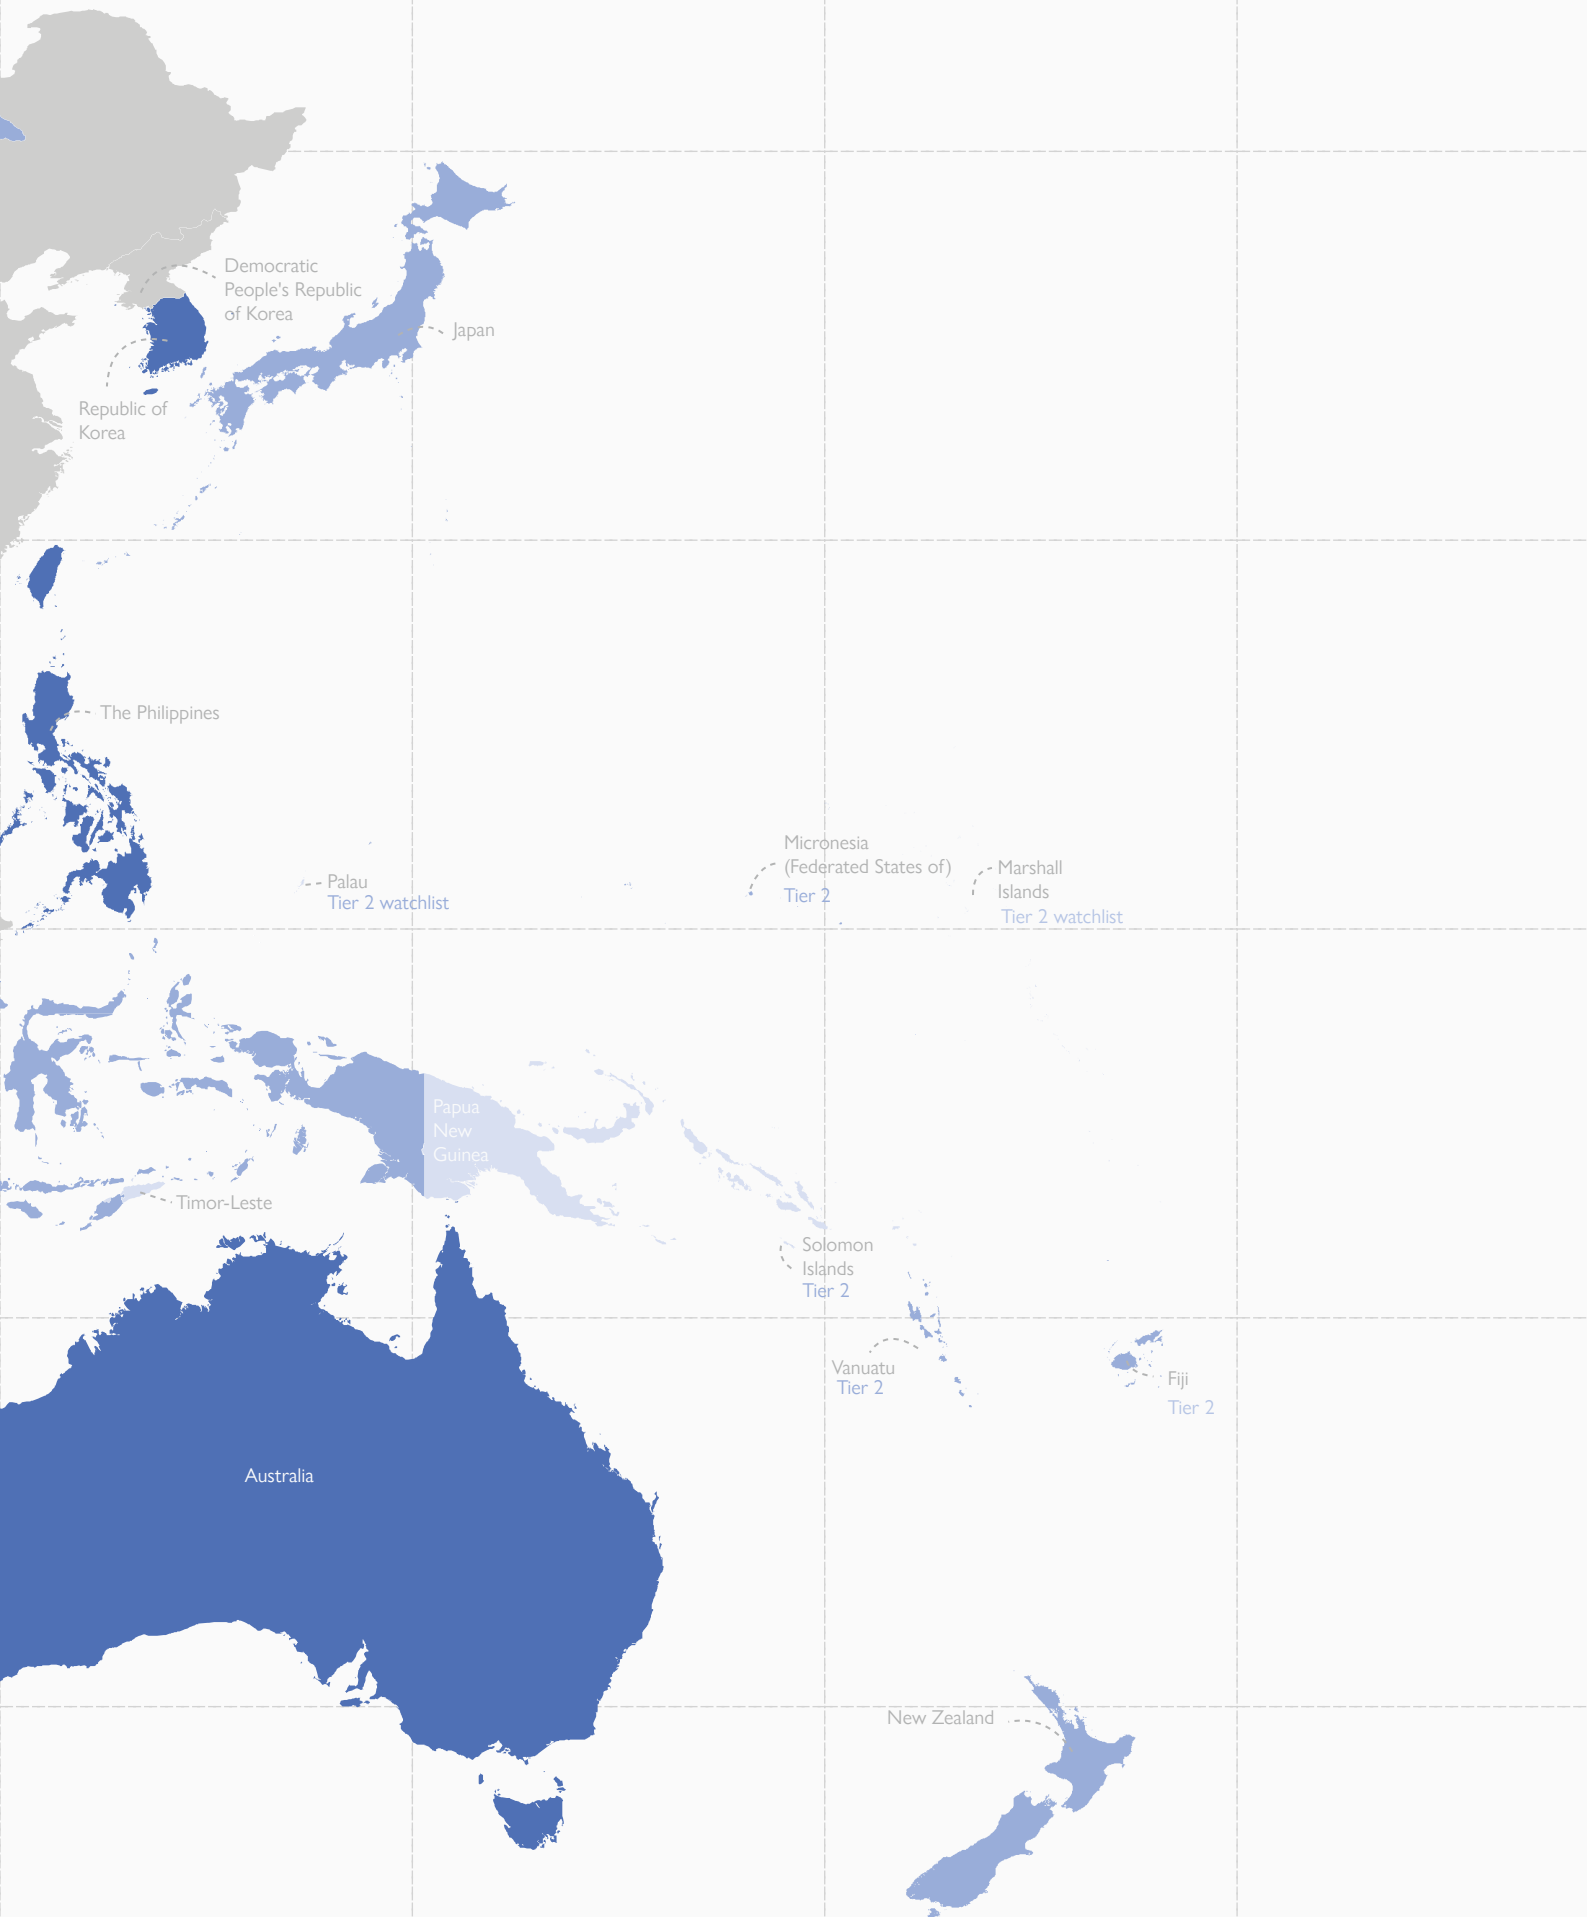 Democratic
People's Republic
of Korea
Japan
Republic of
Korea
The Philippines
Micronesia
(Federated States of)
Tier 2
Marshall
Islands
Tier 2 watchlist
Palau
Tier 2 watchlist
Papua
New
Guinea
Timor-Leste
Solomon
Islands
Tier 2
Vanuatu
Tier 2
Fiji
Tier 2
Australia
New Zealand